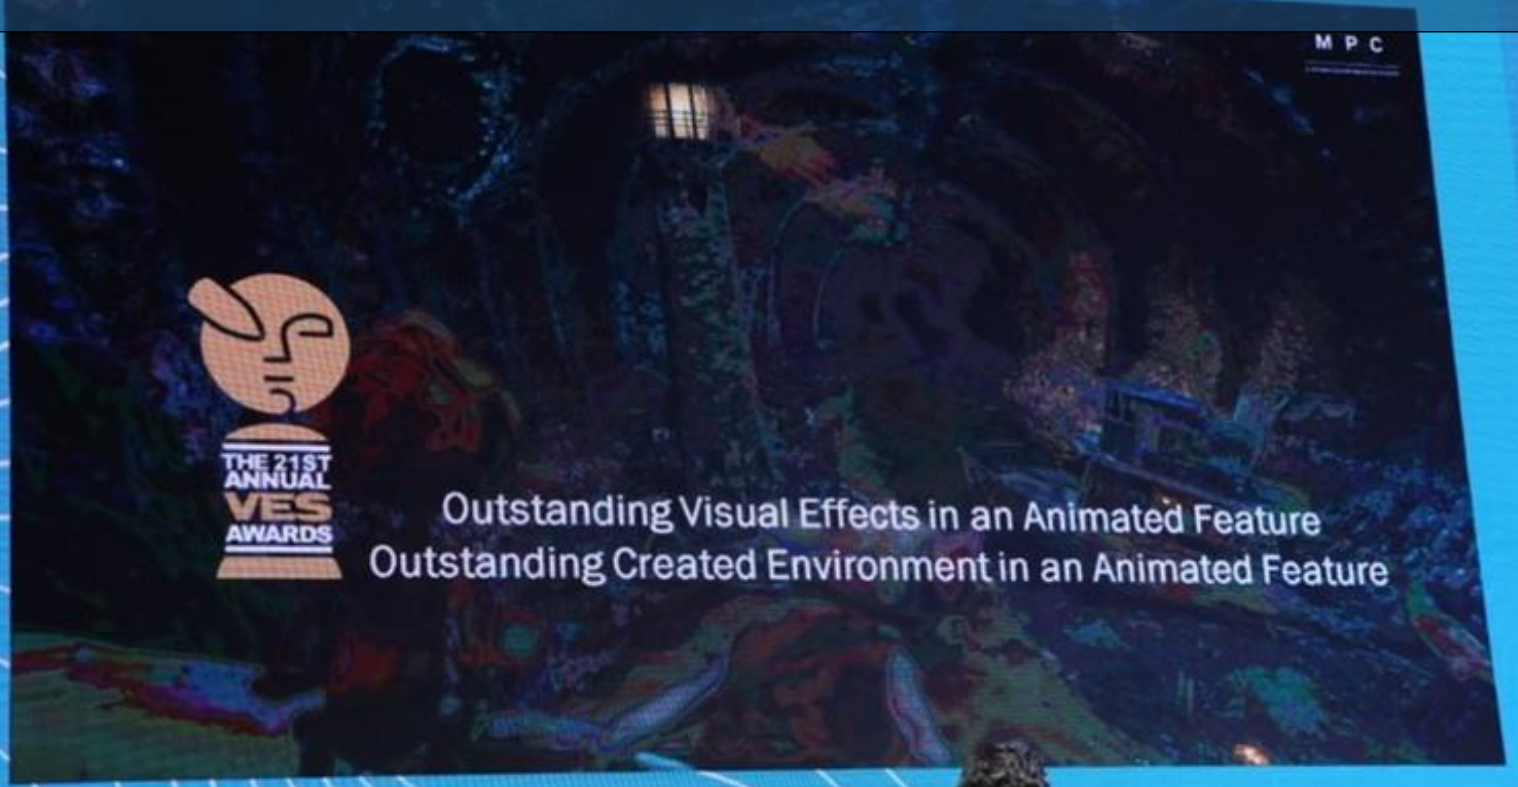 M P C
THE 21ST
ANNUAL
VES
AWARDS
Outstanding Visual Effects in an Animated Feature
Outstanding Created Environment in an Animated Feature